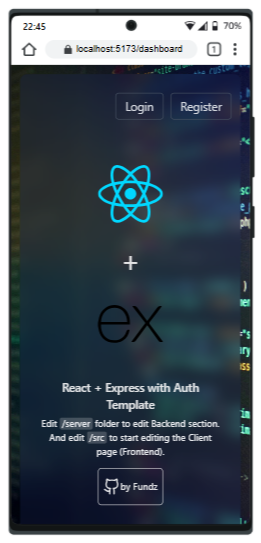 22:45
70%
localhost:5173/dashboard
1
Login Register
+
ex
React + Express with Auth
Template
Edit /server folder to edit Backend section.
And edit /src to start editing the Client
page (Frontend).
by Fundz